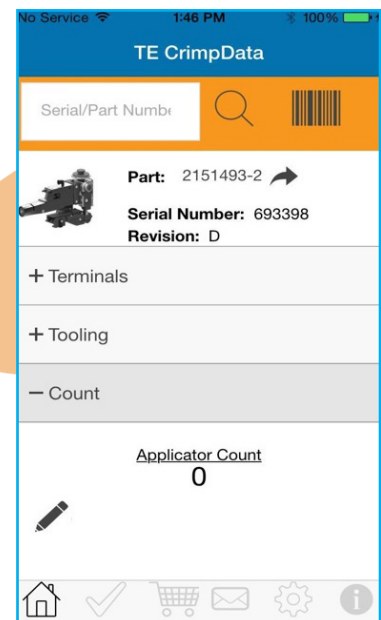 No Service 1:46 PM 100%
TE CrimpData
Serial/Part Numbe
Part: 2151493-2
Serial Number: 693398
Revision: D
+ Terminals
+ Tooling
− Count
Applicator Count
0